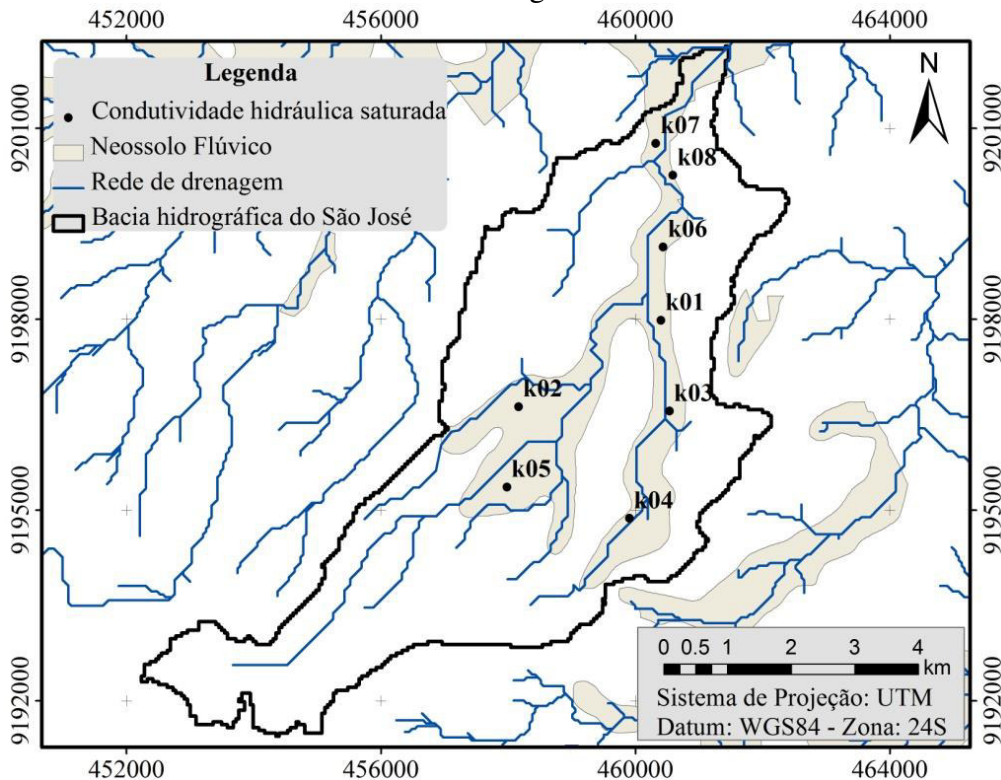 452000 456000 460000 464000
Legenda
Condutividade hidráulica saturada
Neossolo Flúvico
Rede de drenagem
Bacia hidrográfica do São José
N
9201000
9201000
k07
k08
k06
9198000
9198000
k01
k02
k03
k05
k04
9195000
9195000
0 0.5 1 2 3 4
km
Sistema de Projeção: UTM
Datum: WGS84 - Zona: 24S
9192000
9192000
452000 456000 460000 464000